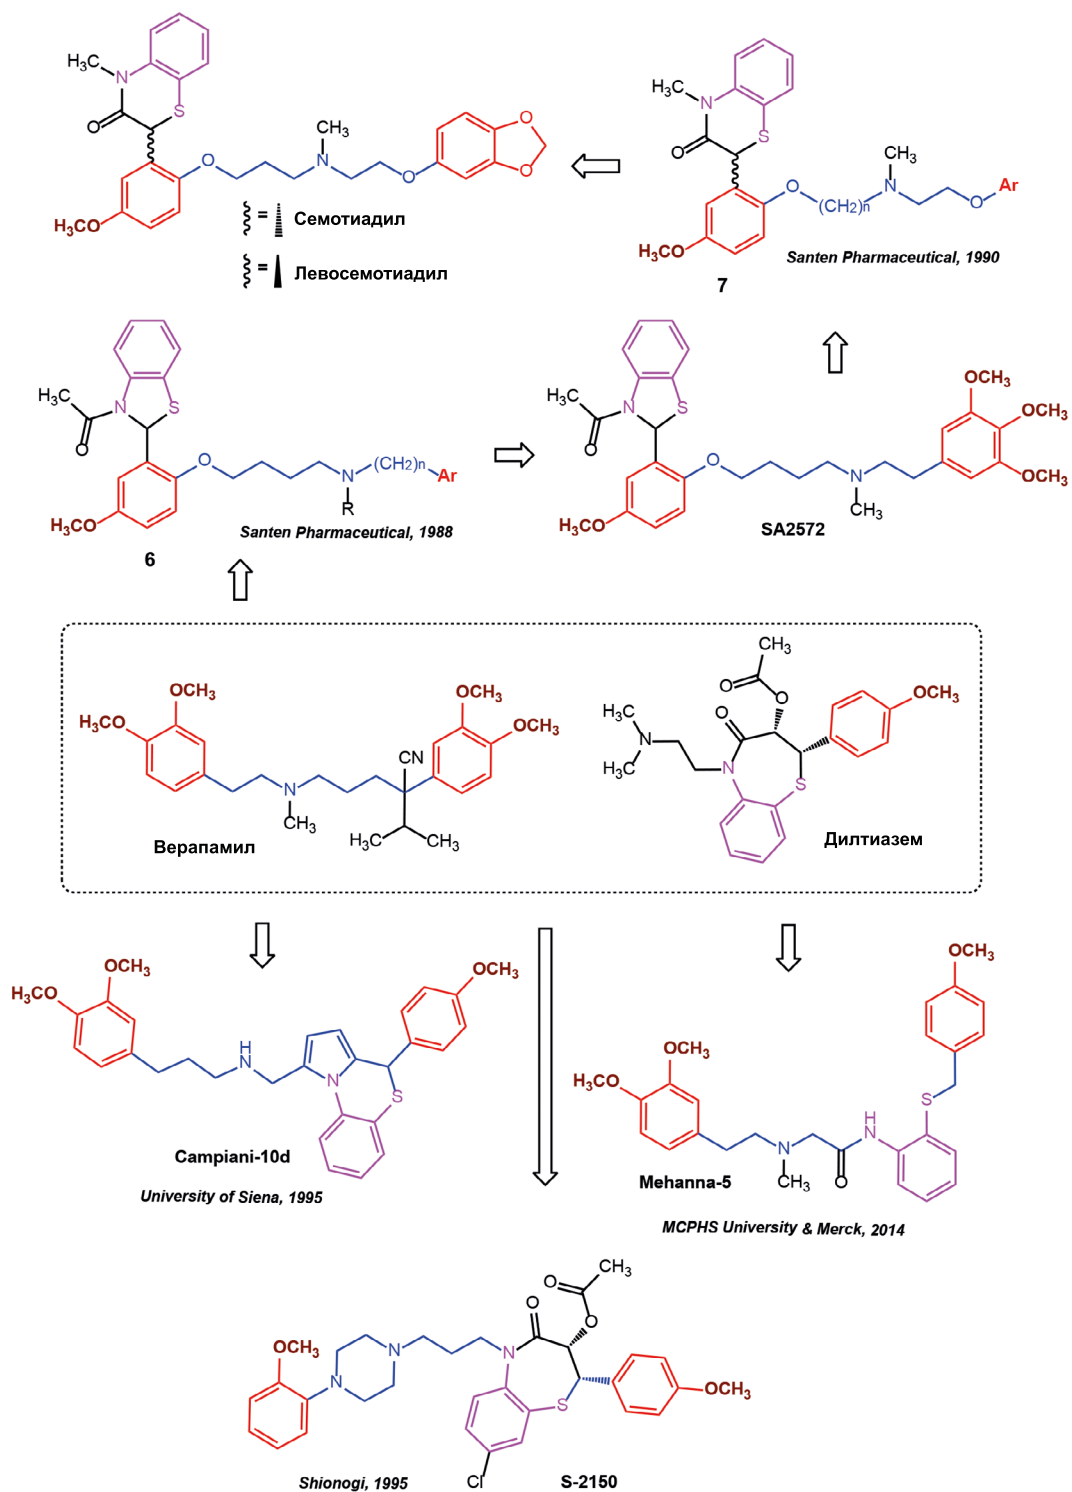 H₃C
N
S
O
O
CH₃
N
O
O
O
H₃CO
= Семотиадил
= Левосемотиадил
H₃C
N
S
O
O
(CH2)n
CH₃
N
O
Ar
H₃CO
Santen Pharmaceutical, 1990
7
H₃C
N
S
O
O
N
R
(CH2)n
Ar
H₃CO
Santen Pharmaceutical, 1988
6
H₃C
N
S
O
O
N
CH₃
OCH₃
OCH₃
OCH₃
H₃CO
SA2572
OCH₃
H₃CO
N
CH₃
CN
H₃C
CH₃
OCH₃
OCH₃
Верапамил
CH₃
O
O
O
OCH₃
H₃C
N
H₃C
N
S
Дилтиазем
OCH₃
H₃CO
H
N
N
S
OCH₃
Campiani-10d
University of Siena, 1995
OCH₃
OCH₃
H₃CO
N
CH₃
O
H
N
S
Mehanna-5
MCPHS University & Merck, 2014
CH₃
O
O
O
OCH₃
N
N
N
S
OCH₃
Cl
Shionogi, 1995
S-2150